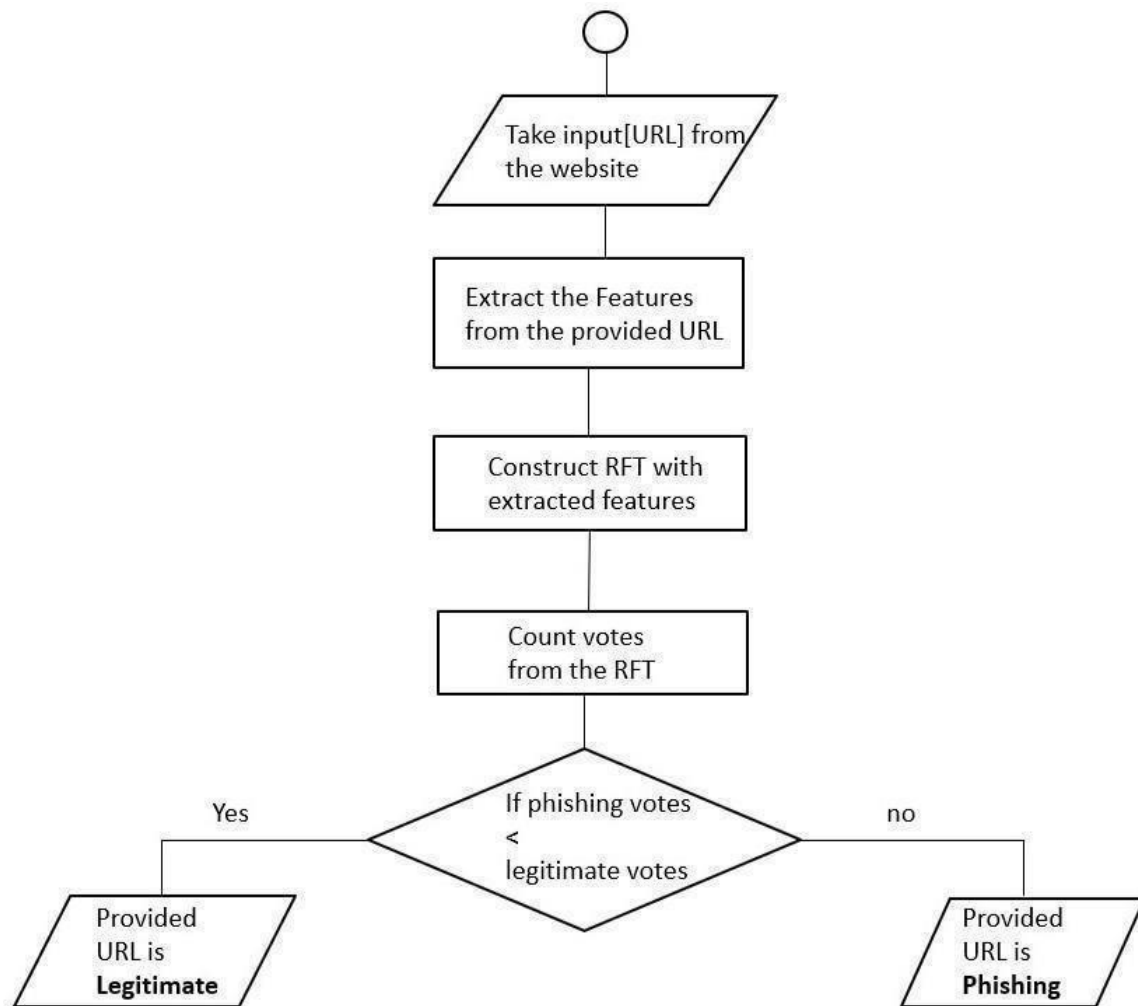 Take input[URL] from
the website
Extract the Features
from the provided URL
Construct RFT with
extracted features
Count votes
from the RFT
If phishing votes
<
legitimate votes
Yes
no
Provided
URL is
Legitimate
Provided
URL is
Phishing